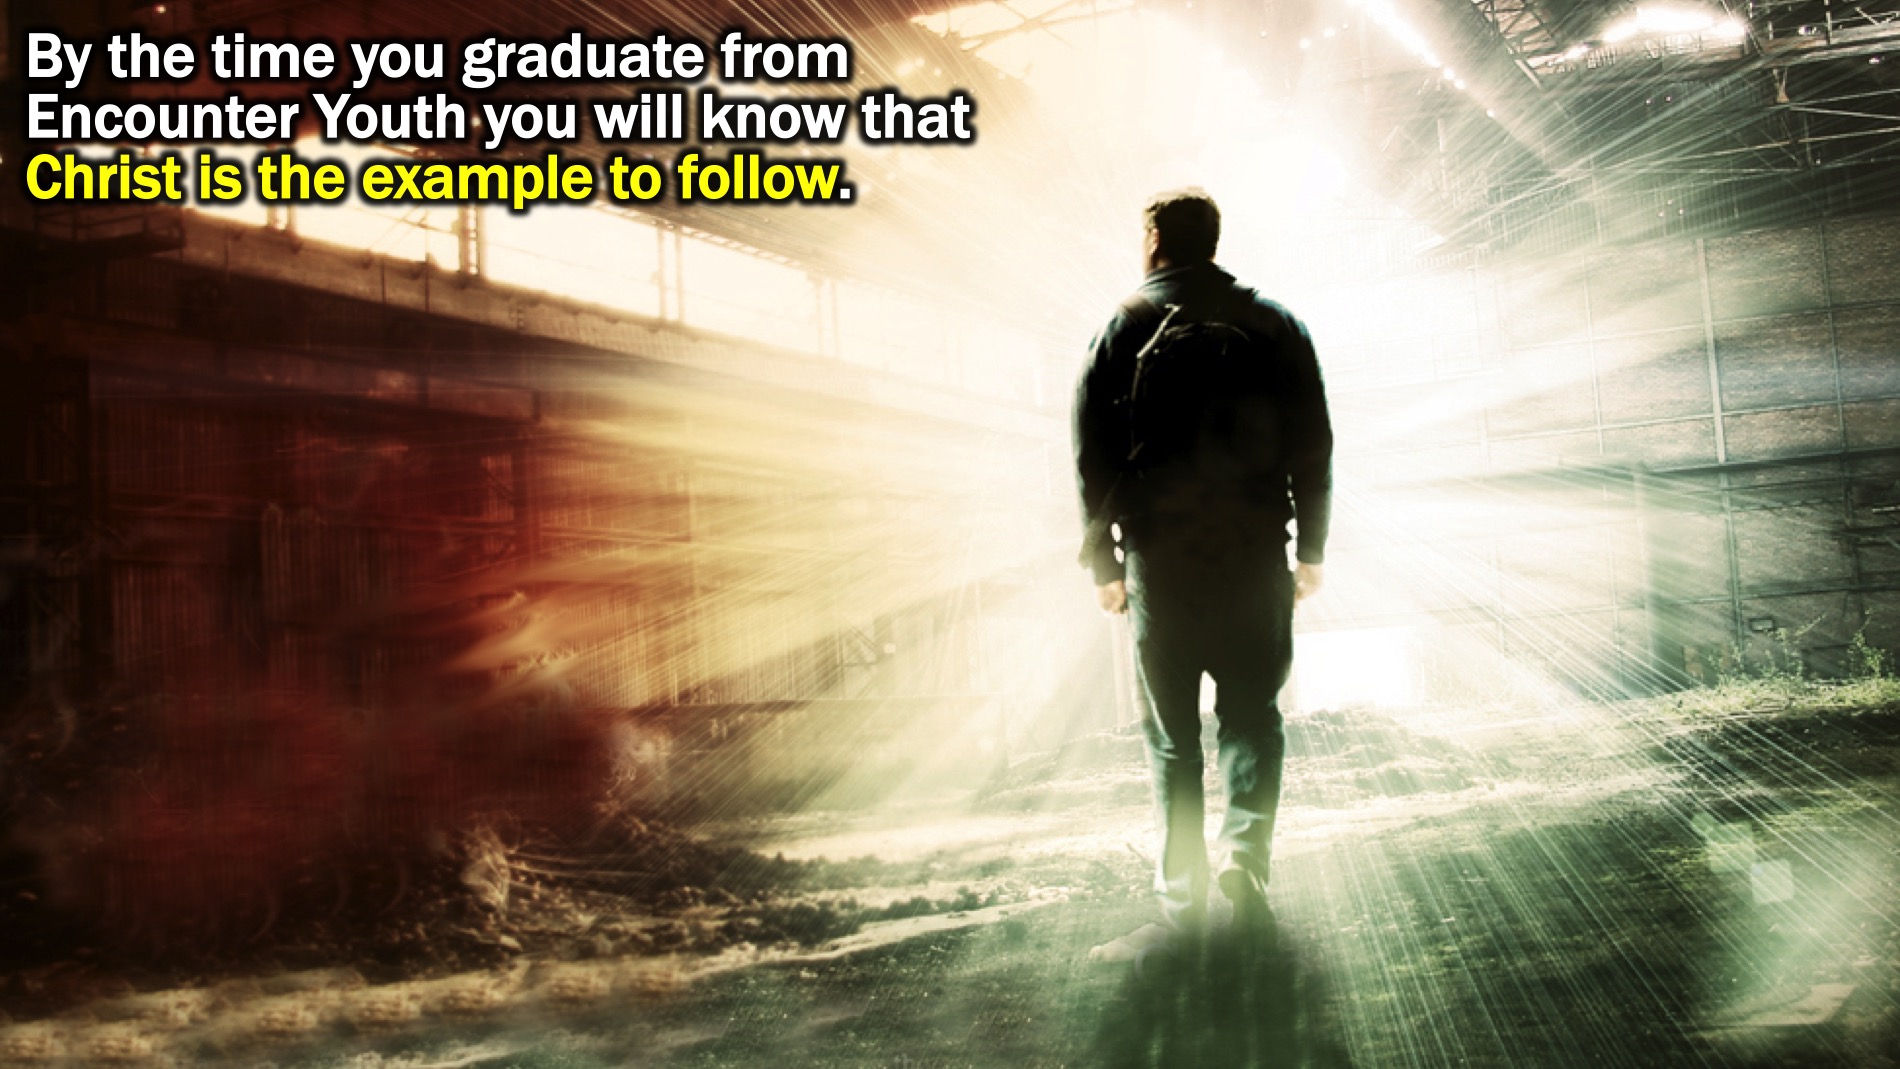 By the time you graduate from
Encounter Youth you will know that
Christ is the example to follow.